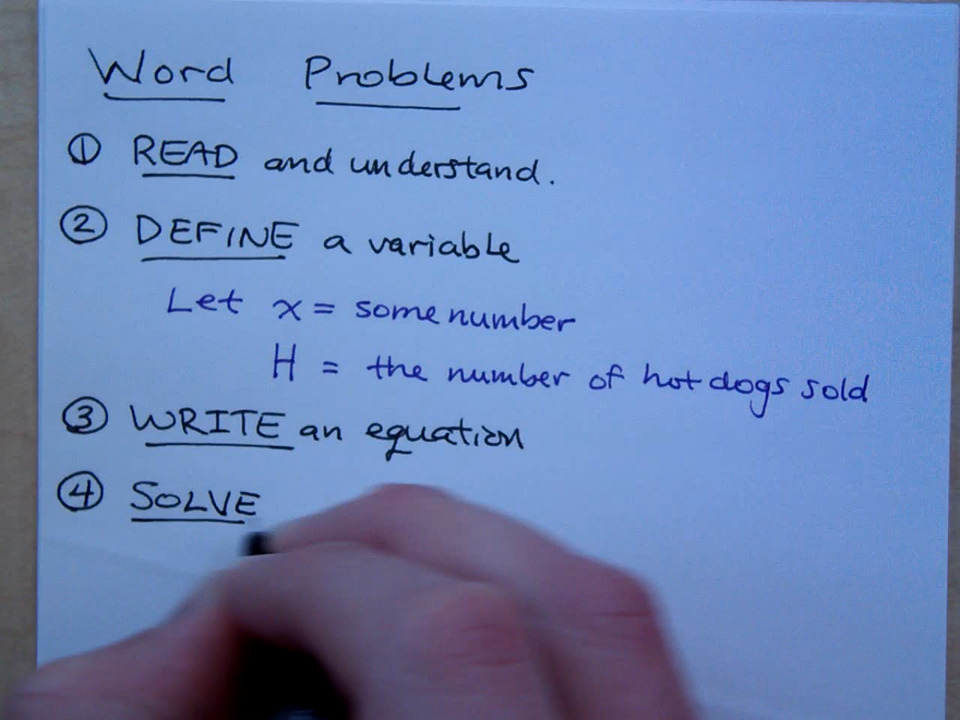 Word Problems
① READ and understand.
② DEFINE a variable
Let x = some number
H = the number of hot dogs sold
③ WRITE an equation
④ SOLVE